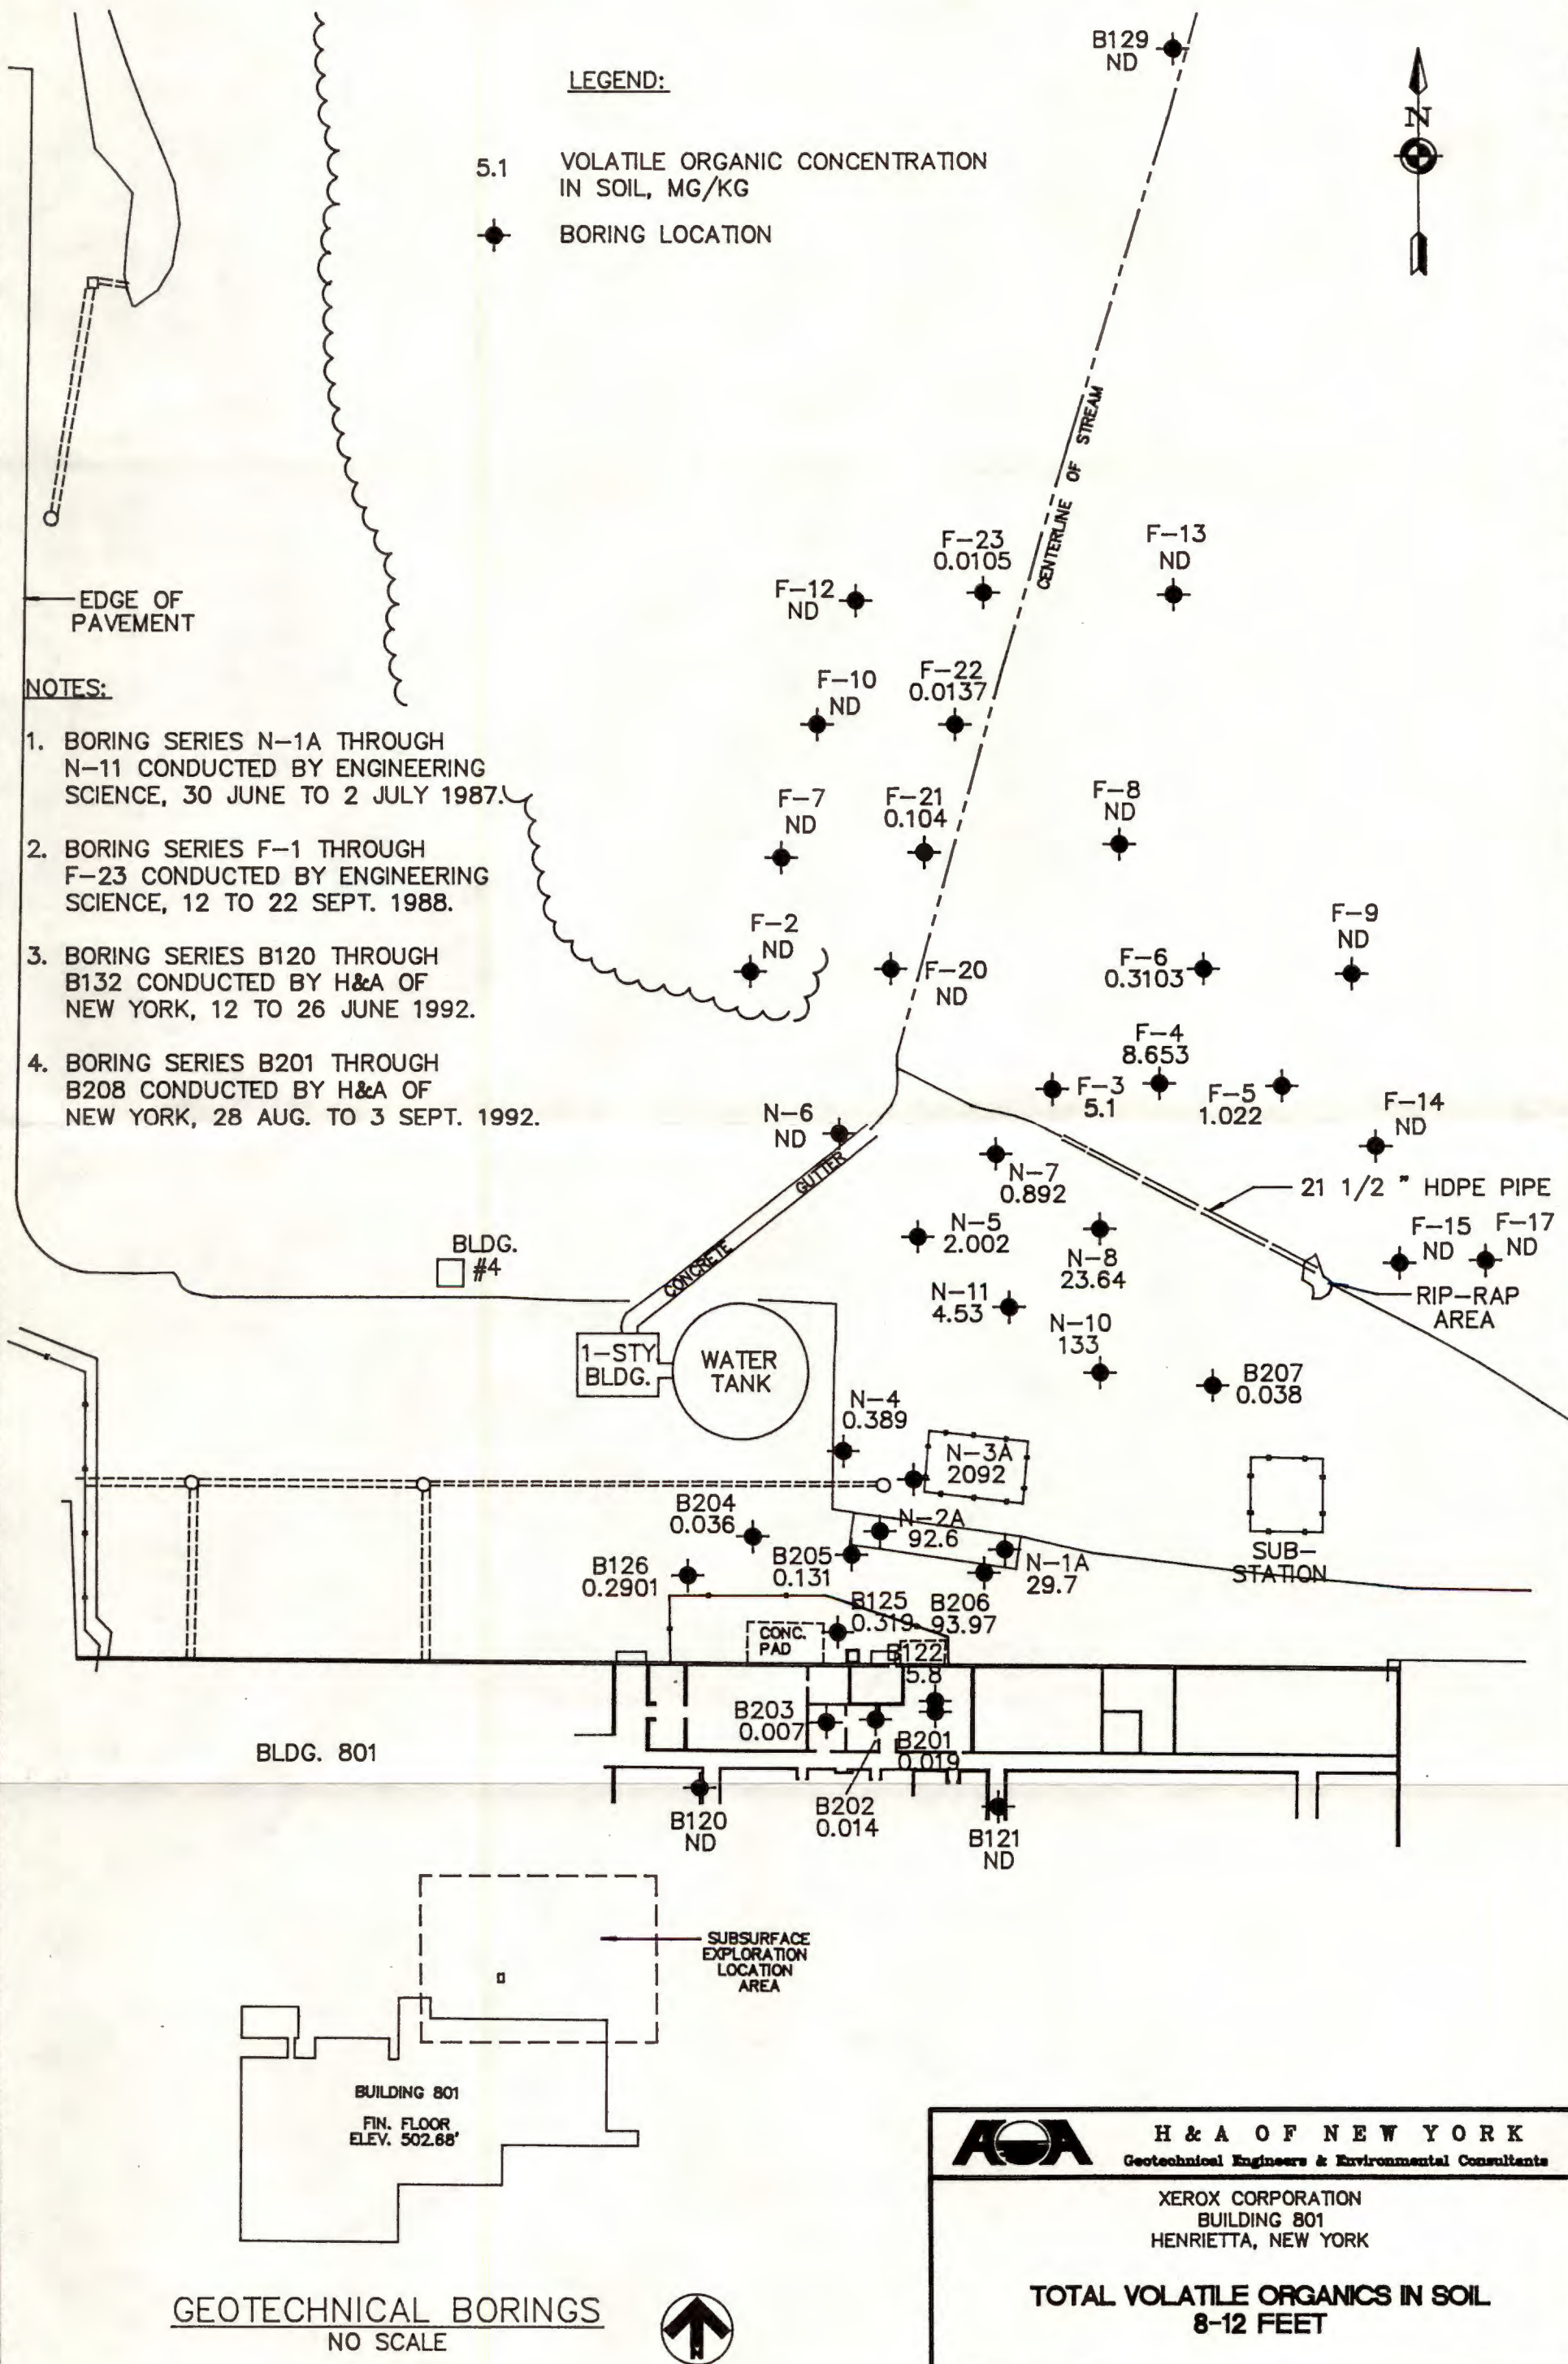 LEGEND:
5.1 VOLATILE ORGANIC CONCENTRATION
IN SOIL, MG/KG
BORING LOCATION
B129
ND
N
CENTERLINE OF STREAM
EDGE OF
PAVEMENT
NOTES:
1. BORING SERIES N-1A THROUGH
N-11 CONDUCTED BY ENGINEERING
SCIENCE, 30 JUNE TO 2 JULY 1987.
2. BORING SERIES F-1 THROUGH
F-23 CONDUCTED BY ENGINEERING
SCIENCE, 12 TO 22 SEPT. 1988.
3. BORING SERIES B120 THROUGH
B132 CONDUCTED BY H&A OF
NEW YORK, 12 TO 26 JUNE 1992.
4. BORING SERIES B201 THROUGH
B208 CONDUCTED BY H&A OF
NEW YORK, 28 AUG. TO 3 SEPT. 1992.
F-23
0.0105
F-13
ND
F-12
ND
F-22
0.0137
F-10
ND
F-7
ND
F-21
0.104
F-8
ND
F-2
ND
F-20
ND
F-6
0.3103
F-9
ND
F-4
8.653
F-3
5.1
F-5
1.022
F-14
ND
N-6
ND
N-7
0.892
21 1/2 " HDPE PIPE
CONCRETE GUTTER
N-5
2.002
N-8
23.64
F-15
ND
F-17
ND
BLDG.
#4
N-11
4.53
RIP-RAP
AREA
N-10
133
1-STY
BLDG.
WATER
TANK
B207
0.038
N-4
0.389
N-3A
2092
B204
0.036
N-2A
92.6
SUB-
STATION
B126
0.2901
B205
0.131
N-1A
29.7
B125
0.319
B206
93.97
CONC.
PAD
B122
5.8
B203
0.007
B201
0.019
BLDG. 801
B202
0.014
B120
ND
B121
ND
SUBSURFACE
EXPLORATION
LOCATION
AREA
BUILDING 801
FIN. FLOOR
ELEV. 502.68'
GEOTECHNICAL BORINGS
NO SCALE
N
H & A OF NEW YORK
Geotechnical Engineers & Environmental Consultants
XEROX CORPORATION
BUILDING 801
HENRIETTA, NEW YORK
TOTAL VOLATILE ORGANICS IN SOIL
8-12 FEET